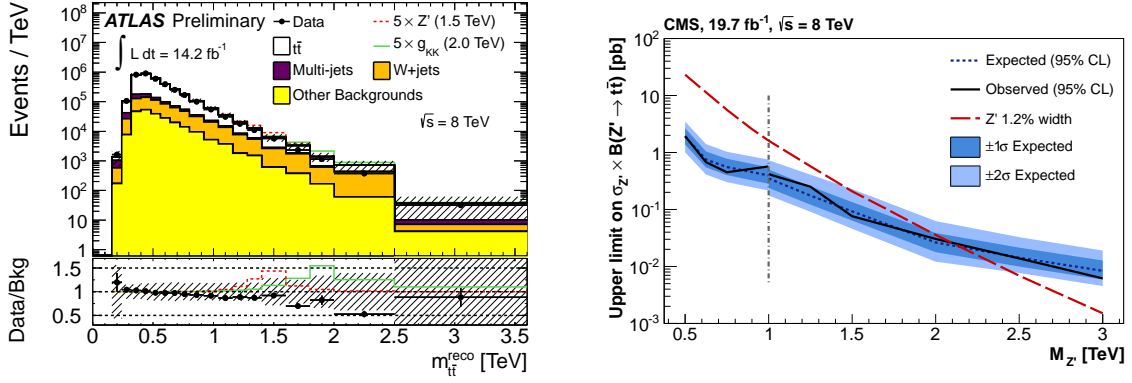 ATLAS Preliminary
∫ L dt = 14.2 fb⁻¹
Data
tt̄
Multi-jets
Other Backgrounds
5 × Z' (1.5 TeV)
5 × g_KK (2.0 TeV)
W+jets
√s = 8 TeV
Events / TeV
10⁸
10⁷
10⁶
10⁵
10⁴
10³
10²
10
1
Data/Bkg
1.5
1
0.5
0 0.5 1 1.5 2 2.5 3 3.5
m_tt̄^reco [TeV]
CMS, 19.7 fb⁻¹, √s = 8 TeV
Upper limit on σ_Z' × B(Z' → tt̄) [pb]
10²
10
1
10⁻¹
10⁻²
10⁻³
Expected (95% CL)
Observed (95% CL)
Z' 1.2% width
±1σ Expected
±2σ Expected
0.5 1 1.5 2 2.5 3
M_Z' [TeV]